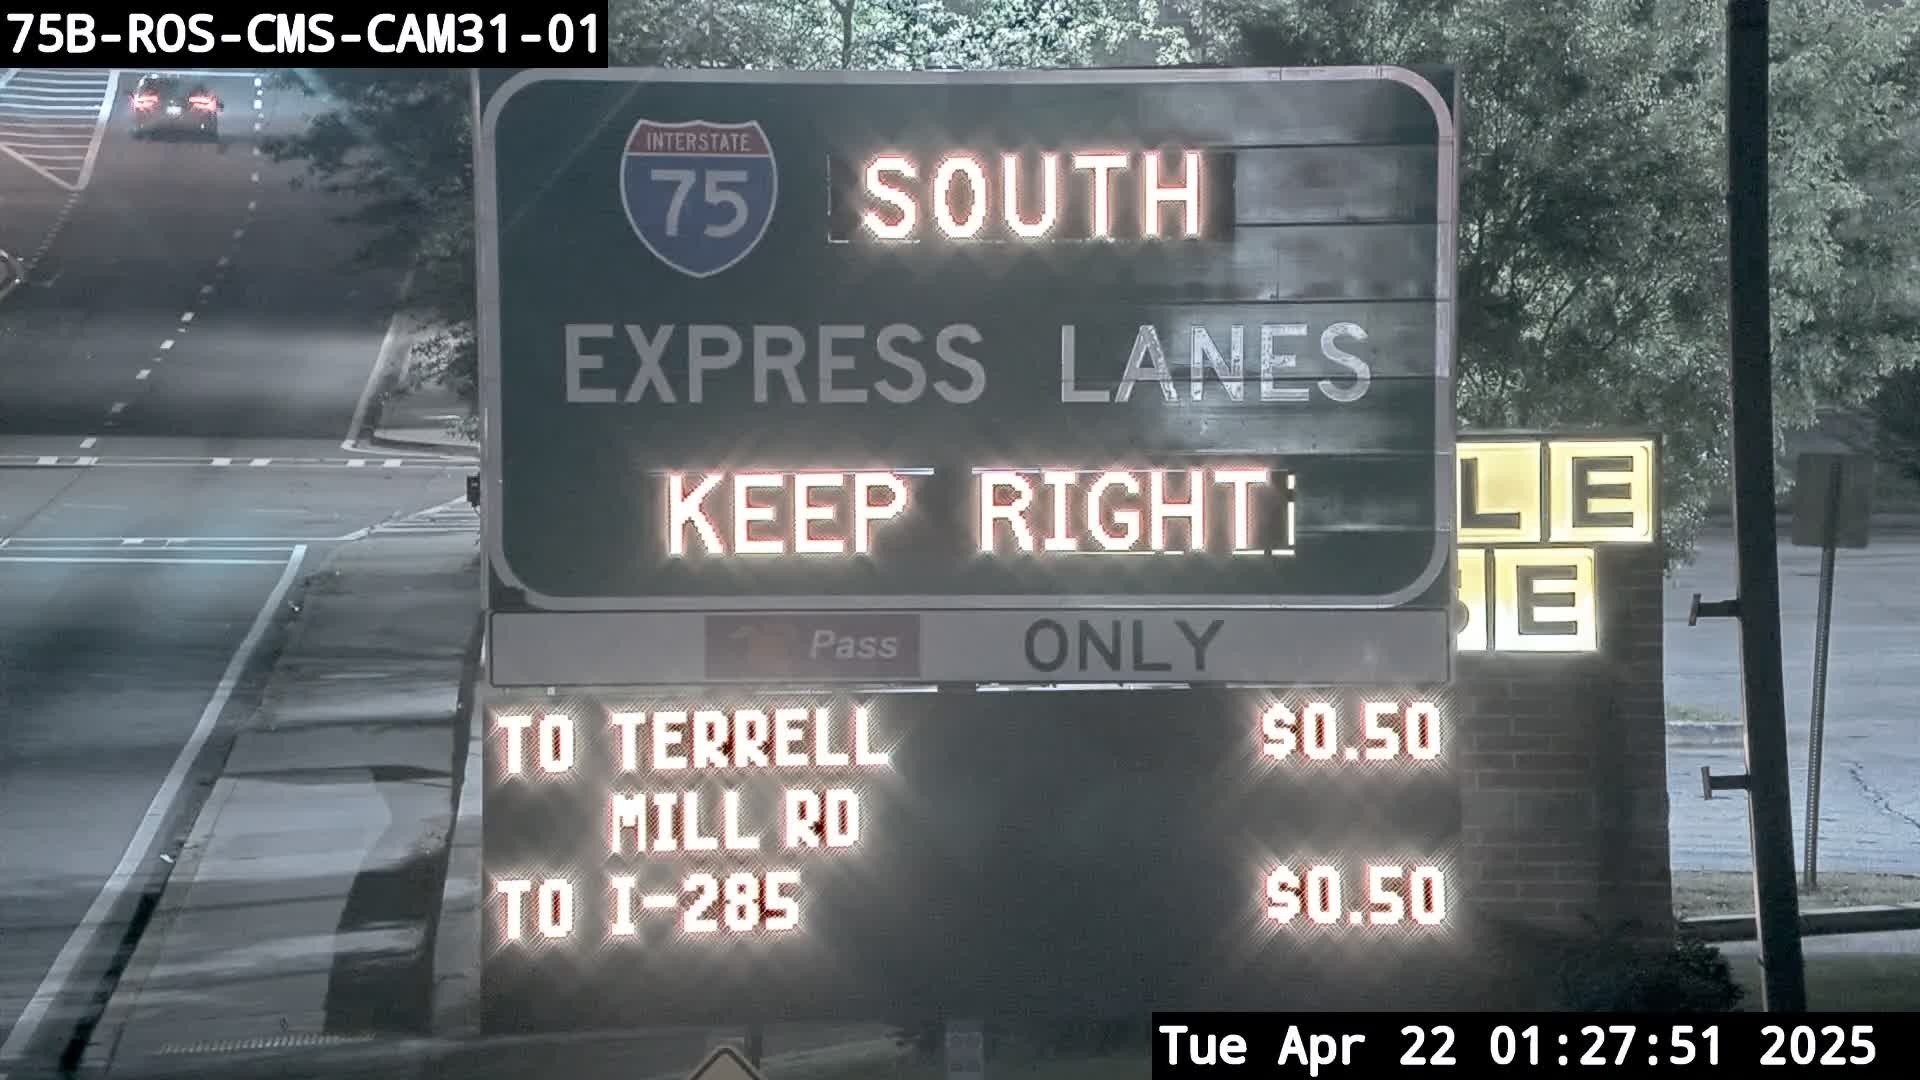 75B-ROS-CMS-CAM31-01
INTERSTATE
75
SOUTH
EXPRESS LANES
KEEP RIGHT
Pass ONLY
LE
E
TO TERRELL $0.50
MILL RD
TO I-285 $0.50
Tue Apr 22 01:27:51 2025